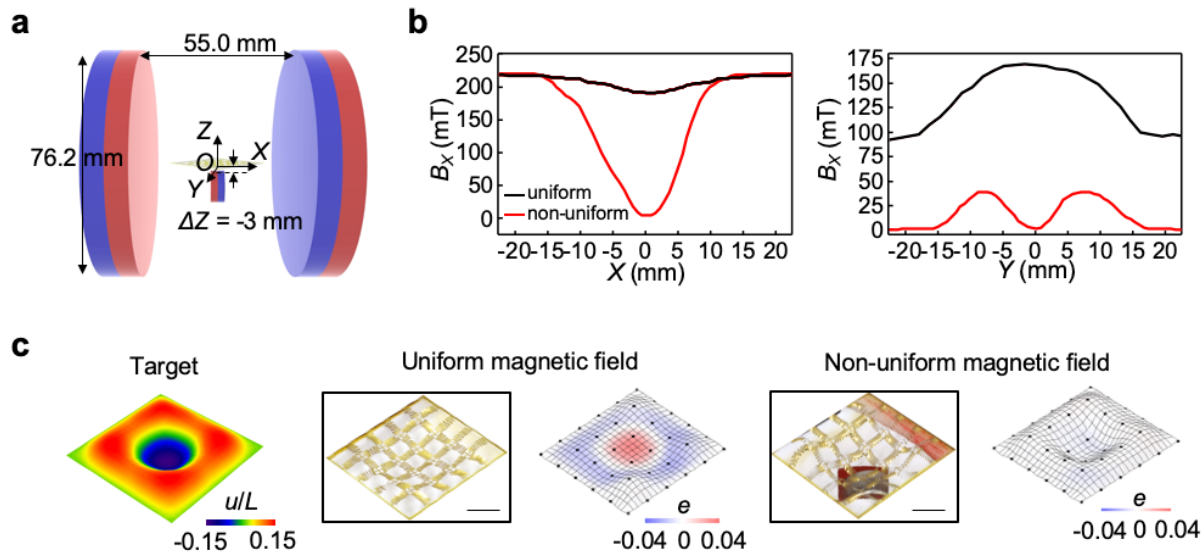 a
55.0 mm
76.2 mm
Z
O
X
Y
ΔZ = -3 mm
b
250
200
150
100
50
0
B_X (mT)
uniform
non-uniform
-20-15-10 -5 0 5 10 15 20
X (mm)
175
150
125
100
75
50
25
0
B_X (mT)
-20-15-10 -5 0 5 10 15 20
Y (mm)
c
Target
u/L
-0.15 0.15
Uniform magnetic field
e
-0.04 0 0.04
Non-uniform magnetic field
e
-0.04 0 0.04